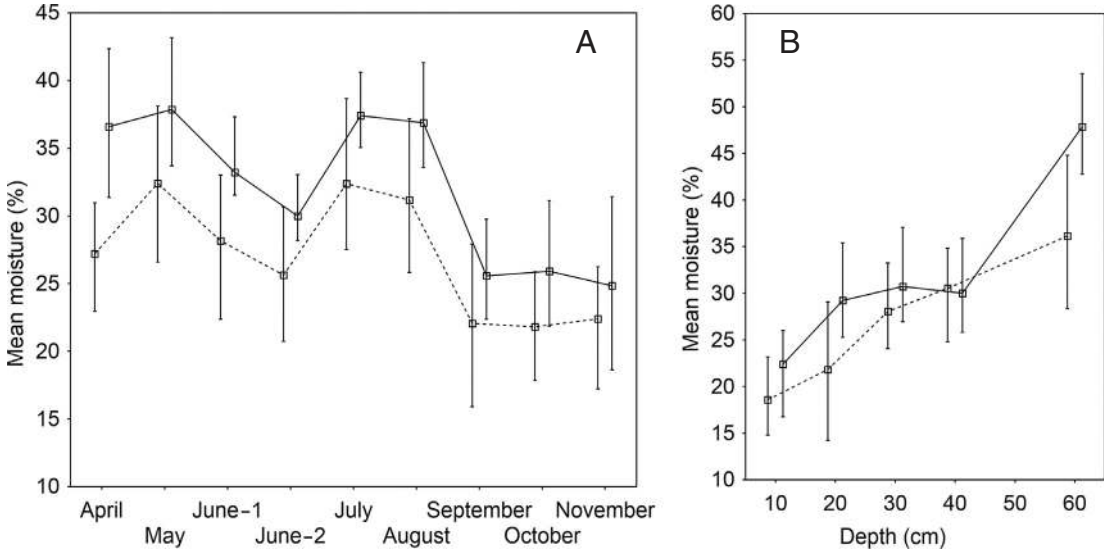 A
Mean moisture (%)
45
40
35
30
25
20
15
10
April
May
June-1
June-2
July
August
September
October
November
B
Mean moisture (%)
60
55
50
45
40
35
30
25
20
15
10
10
20
30
40
50
60
Depth (cm)